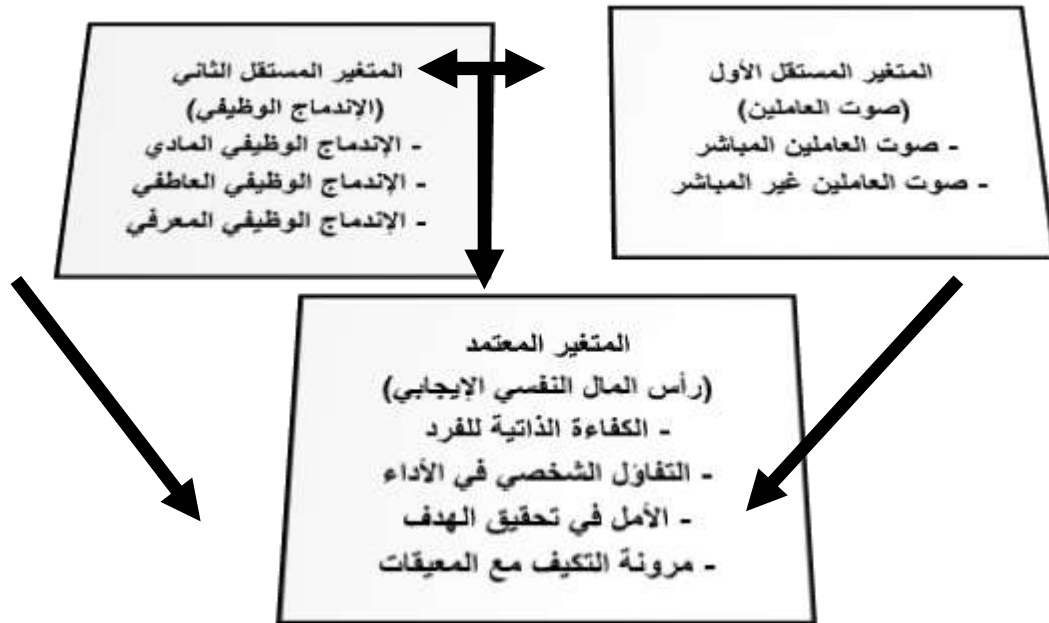 المتغير المستقل الأول
(صوت العاملين)
- صوت العاملين المباشر
- صوت العاملين غير المباشر
المتغير المستقل الثاني
(الإندماج الوظيفي)
- الإندماج الوظيفي المادي
- الإندماج الوظيفي العاطفي
- الإندماج الوظيفي المعرفي
المتغير المعتمد
(رأس المال النفسي الإيجابي)
- الكفاءة الذاتية للفرد
- التفاؤل الشخصي في الأداء
- الأمل في تحقيق الهدف
- مرونة التكيف مع المعيقات